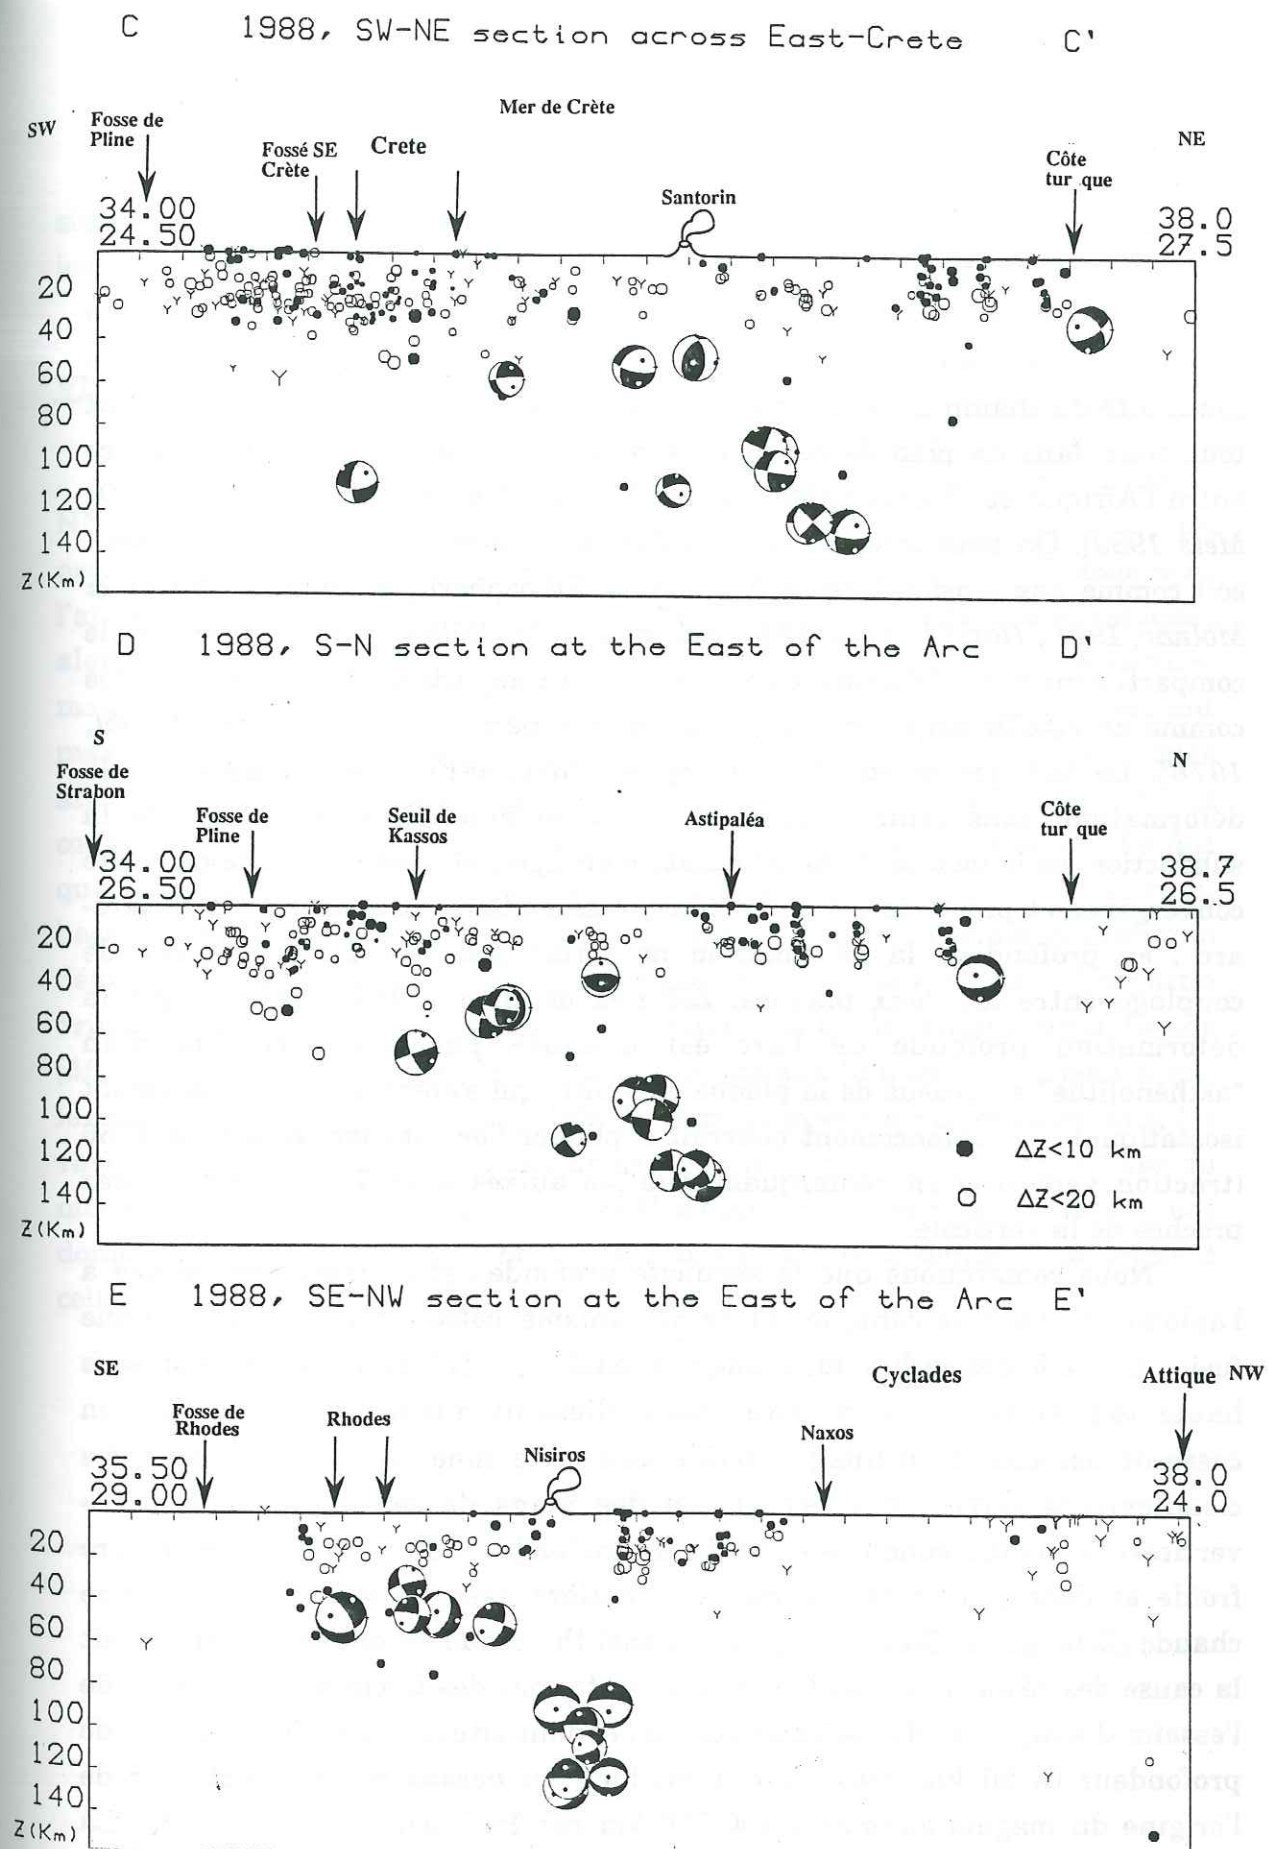 C 1988, SW-NE section across East-Crete C'
Mer de Crète
SW
Fosse de
Pline
Fossé SE
Crète
Crete
Santorin
Côte
tur que
NE
34.00
24.50
38.0
27.5
20
40
60
80
100
120
140
Z(Km)
D 1988, S-N section at the East of the Arc D'
S
N
Fosse de
Strabon
Fosse de
Pline
Seuil de
Kassos
Astipaléa
Côte
tur que
34.00
26.50
38.7
26.5
20
40
60
80
100
120
140
Z(Km)
ΔZ<10 km
ΔZ<20 km
E 1988, SE-NW section at the East of the Arc E'
SE
Cyclades
Attique NW
Fosse de
Rhodes
Rhodes
Nisiros
Naxos
35.50
29.00
38.0
24.0
20
40
60
80
100
120
140
Z(Km)